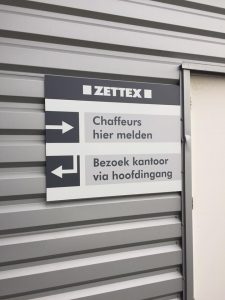 ZETTEX
Chauffeurs
hier melden
Bezoek kantoor
via hoofdingang